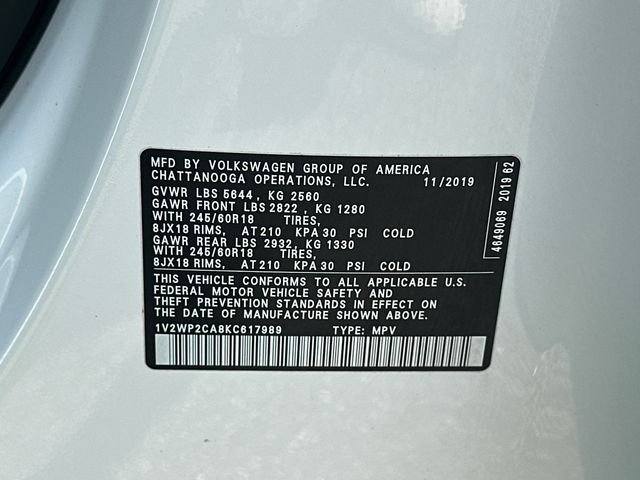 MFD BY VOLKSWAGEN GROUP OF AMERICA
CHATTANOOGA OPERATIONS, LLC. 11/2019
GVWR LBS 5644 , KG 2560
GAWR FRONT LBS 2822 , KG 1280
WITH 245/60R18 TIRES,
8JX18 RIMS, AT 210 KPA 30 PSI COLD
GAWR REAR LBS 2932, KG 1330
WITH 245/60R18 TIRES,
8JX18 RIMS, AT 210 KPA 30 PSI COLD
THIS VEHICLE CONFORMS TO ALL APPLICABLE U.S.
FEDERAL MOTOR VEHICLE SAFETY AND
THEFT PREVENTION STANDARDS IN EFFECT ON
THE DATE OF MANUFACTURE SHOWN ABOVE.
1V2WP2CA8KC617989 TYPE: MPV
4649069 2019 62